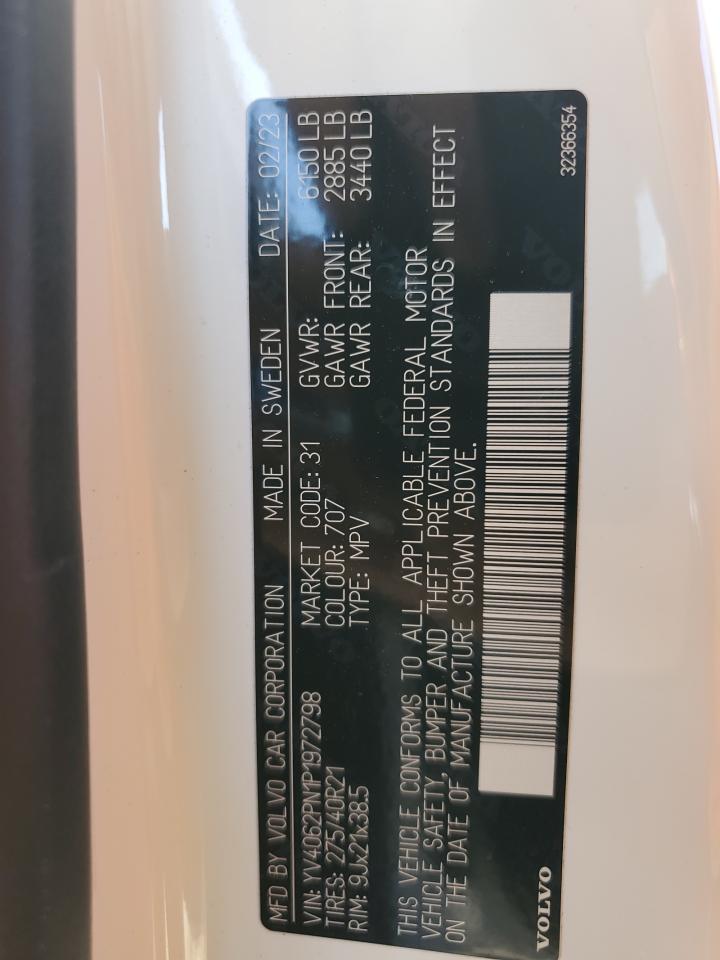 MFD BY VOLVO CAR CORPORATION MADE IN SWEDEN DATE: 02/23
VIN: YV4062PN1P1972798 MARKET CODE: 31 GVWR: 6150 LB
TIRES: 275/40R21 COLOUR: 707 GAWR FRONT: 2885 LB
RIM: 9Jx21x38.5 TYPE: MPV GAWR REAR: 3440 LB
THIS VEHICLE CONFORMS TO ALL APPLICABLE FEDERAL MOTOR
VEHICLE SAFETY, BUMPER AND THEFT PREVENTION STANDARDS IN EFFECT
ON THE DATE OF MANUFACTURE SHOWN ABOVE.
VOLVO
VOLVO
32366354